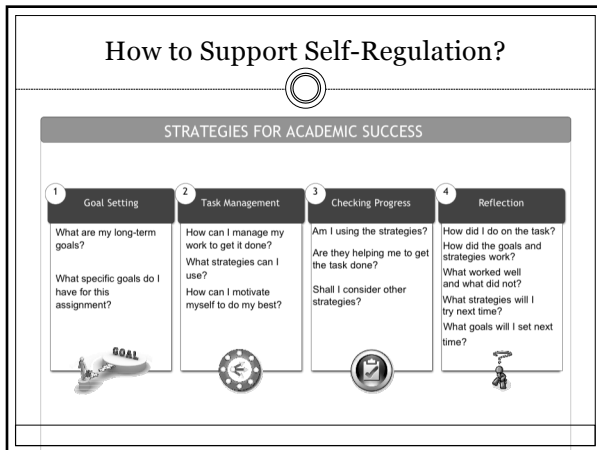 How to Support Self-Regulation?
STRATEGIES FOR ACADEMIC SUCCESS
1
Goal Setting
What are my long-term
goals?
What specific goals do I
have for this
assignment?
GOAL
2
Task Management
How can I manage my
work to get it done?
What strategies can I
use?
How can I motivate
myself to do my best?
3
Checking Progress
Am I using the strategies?
Are they helping me to get
the task done?
Shall I consider other
strategies?
4
Reflection
How did I do on the task?
How did the goals and
strategies work?
What worked well
and what did not?
What strategies will I
try next time?
What goals will I set next
time?